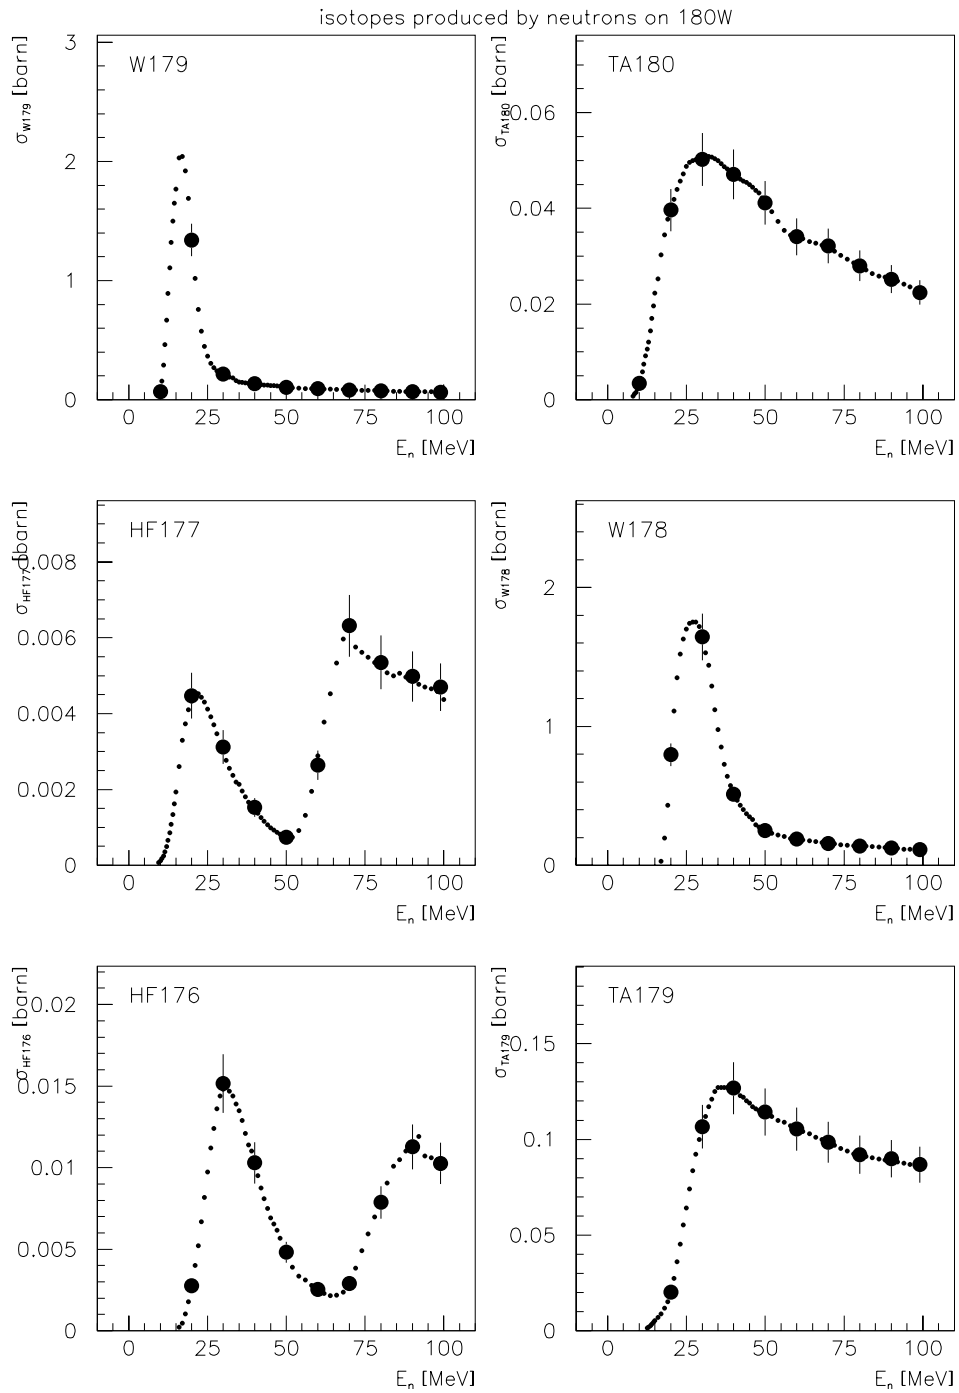 isotopes produced by neutrons on 180W
W179
σW179 [barn]
3
2
1
0
0 25 50 75 100
En [MeV]
TA180
σTA180 [barn]
0.06
0.04
0.02
0
0 25 50 75 100
En [MeV]
HF177
σHF177 [barn]
0.008
0.006
0.004
0.002
0
0 25 50 75 100
En [MeV]
W178
σW178 [barn]
2
1
0
0 25 50 75 100
En [MeV]
HF176
σHF176 [barn]
0.02
0.015
0.01
0.005
0
0 25 50 75 100
En [MeV]
TA179
σTA179 [barn]
0.15
0.1
0.05
0
0 25 50 75 100
En [MeV]